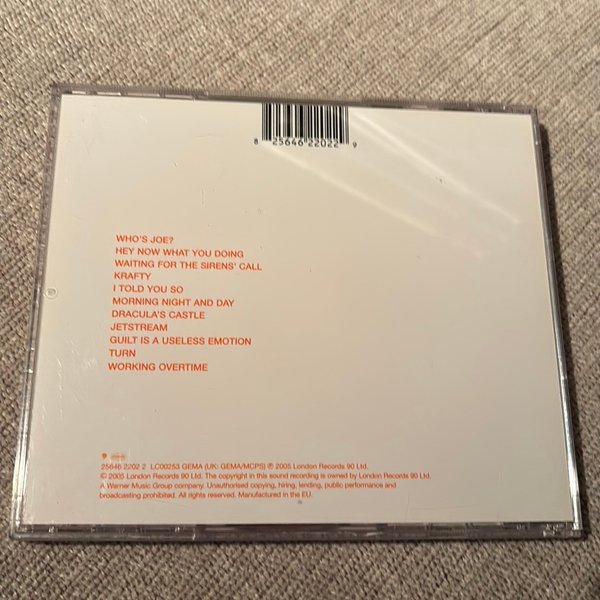 8 25646 22022 9
WHO'S JOE?
HEY NOW WHAT YOU DOING
WAITING FOR THE SIRENS' CALL
KRAFTY
I TOLD YOU SO
MORNING NIGHT AND DAY
DRACULA'S CASTLE
JETSTREAM
GUILT IS A USELESS EMOTION
TURN
WORKING OVERTIME
25646 2202 2 LC00253 GEMA (UK: GEMA/MCPS) ℗ 2005 London Records 90 Ltd.
© 2005 London Records 90 Ltd. The copyright in this sound recording is owned by London Records 90 Ltd.
A Warner Music Group company. Unauthorised copying, hiring, lending, public performance and
broadcasting prohibited. All rights reserved. Manufactured in the EU.